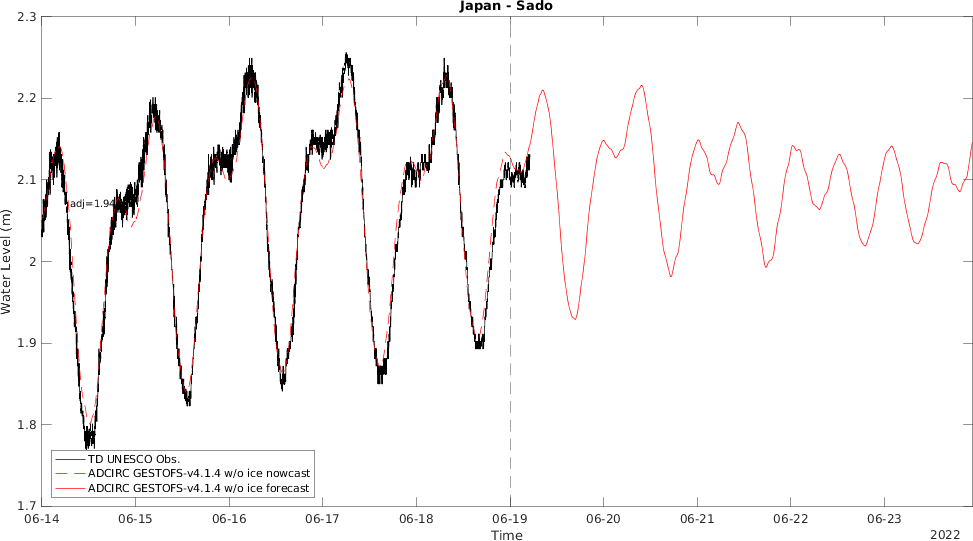 Japan - Sado
2.3
2.2
2.1
2
1.9
1.8
1.7
Water Level (m)
adj=1.94
TD UNESCO Obs.
ADCIRC GESTOFS-v4.1.4 w/o ice nowcast
ADCIRC GESTOFS-v4.1.4 w/o ice forecast
06-14 06-15 06-16 06-17 06-18 06-19 06-20 06-21 06-22 06-23
Time
2022